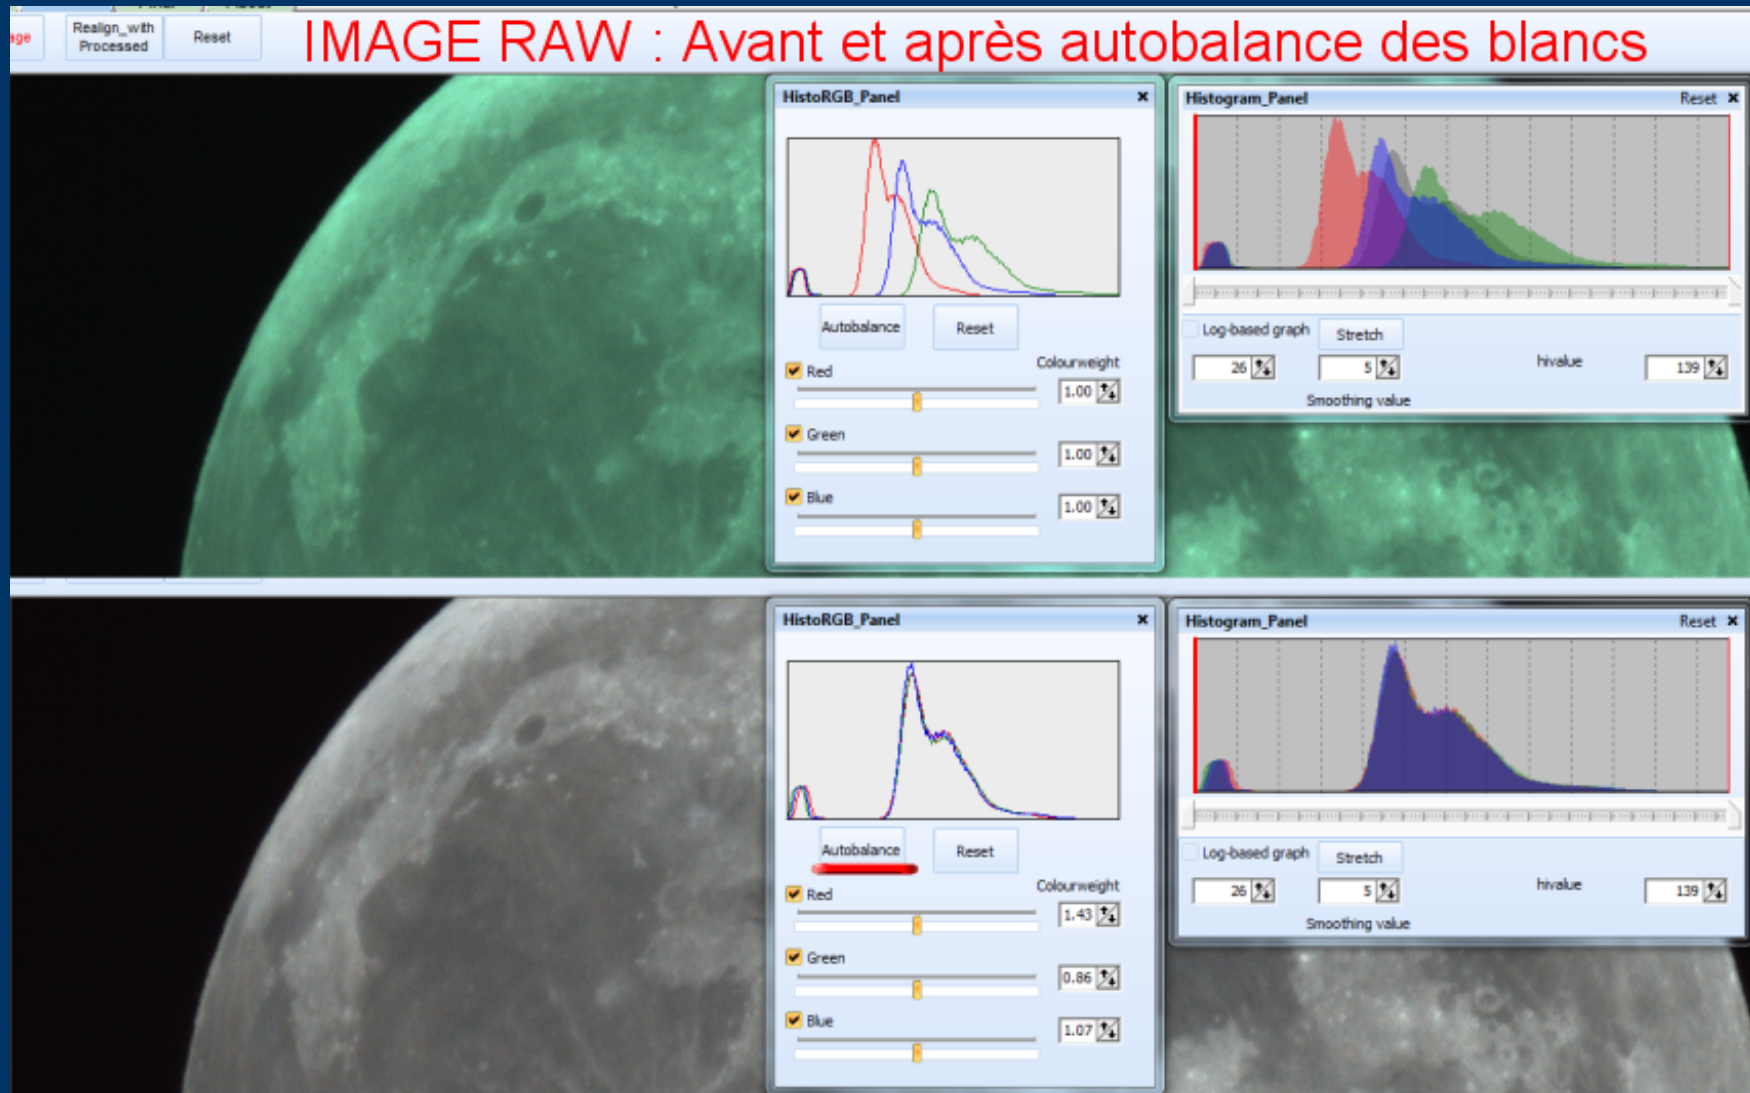 age
Realign_with
Processed
Reset
IMAGE RAW : Avant et après autobalance des blancs
HistoRGB_Panel
Autobalance
Reset
Colourweight
Red
1.00
Green
1.00
Blue
1.00
Histogram_Panel
Reset
Log-based graph
Stretch
26
5
hivalue
139
Smoothing value
HistoRGB_Panel
Autobalance
Reset
Colourweight
Red
1.43
Green
0.86
Blue
1.07
Histogram_Panel
Reset
Log-based graph
Stretch
26
5
hivalue
139
Smoothing value